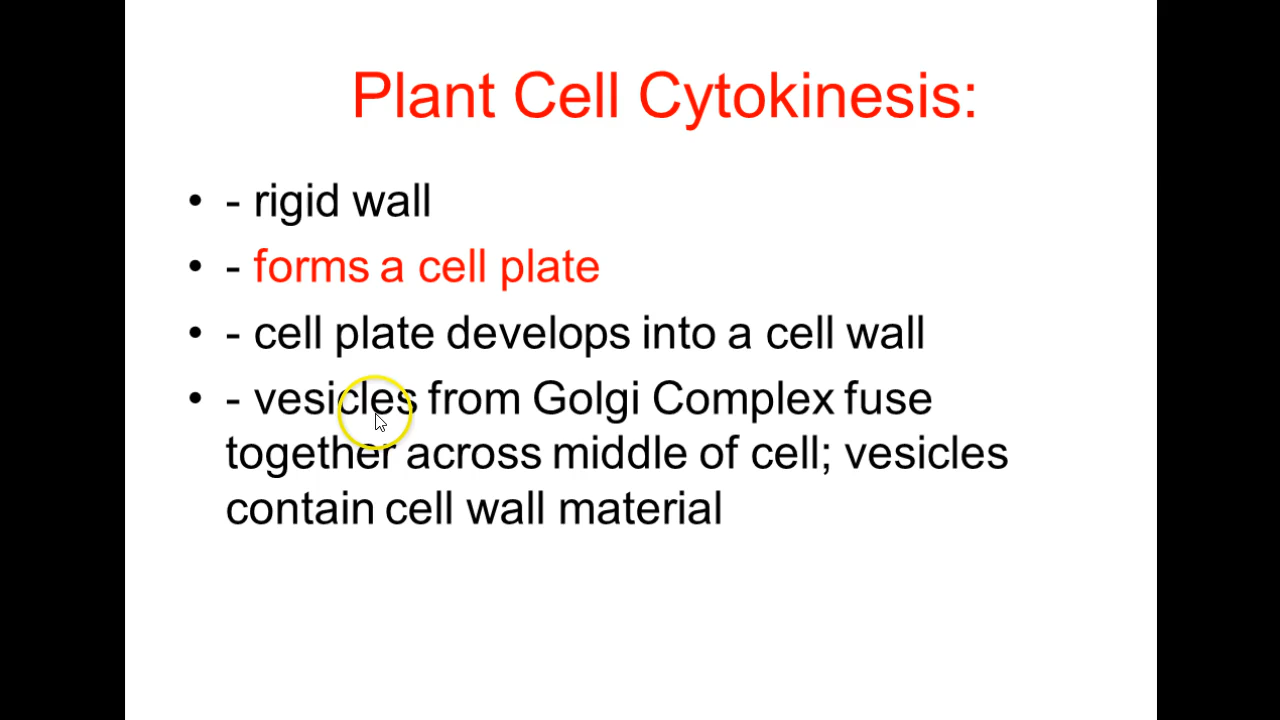 Plant Cell Cytokinesis:
• - rigid wall
• - forms a cell plate
• - cell plate develops into a cell wall
• - vesicles from Golgi Complex fuse
together across middle of cell; vesicles
contain cell wall material